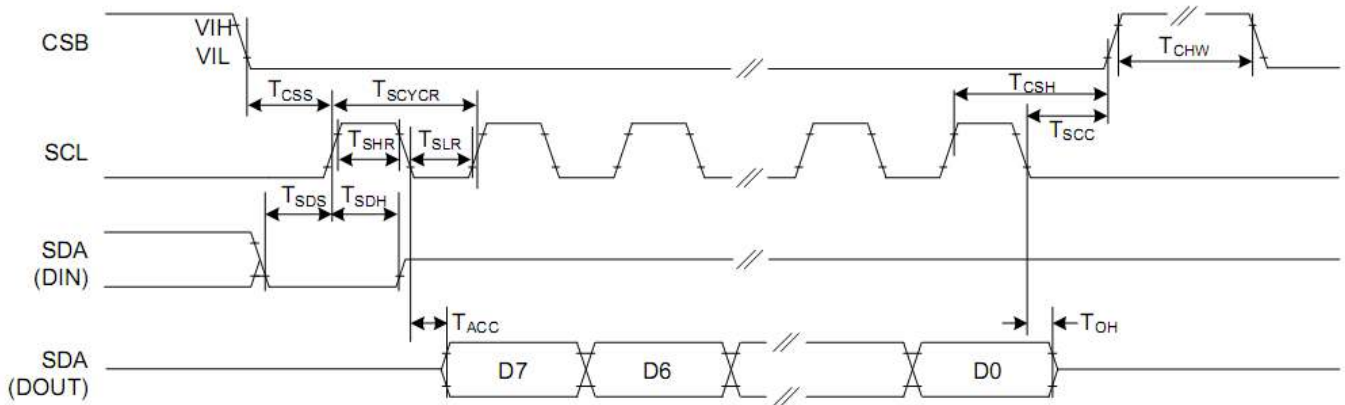 CSB
VIH
VIL
TCHW
TCSS
TSCYCR
TCSH
TSCC
SCL
TSHR
TSLR
TSDS
TSDH
SDA
(DIN)
TACC
TOH
SDA
(DOUT)
D7
D6
D0